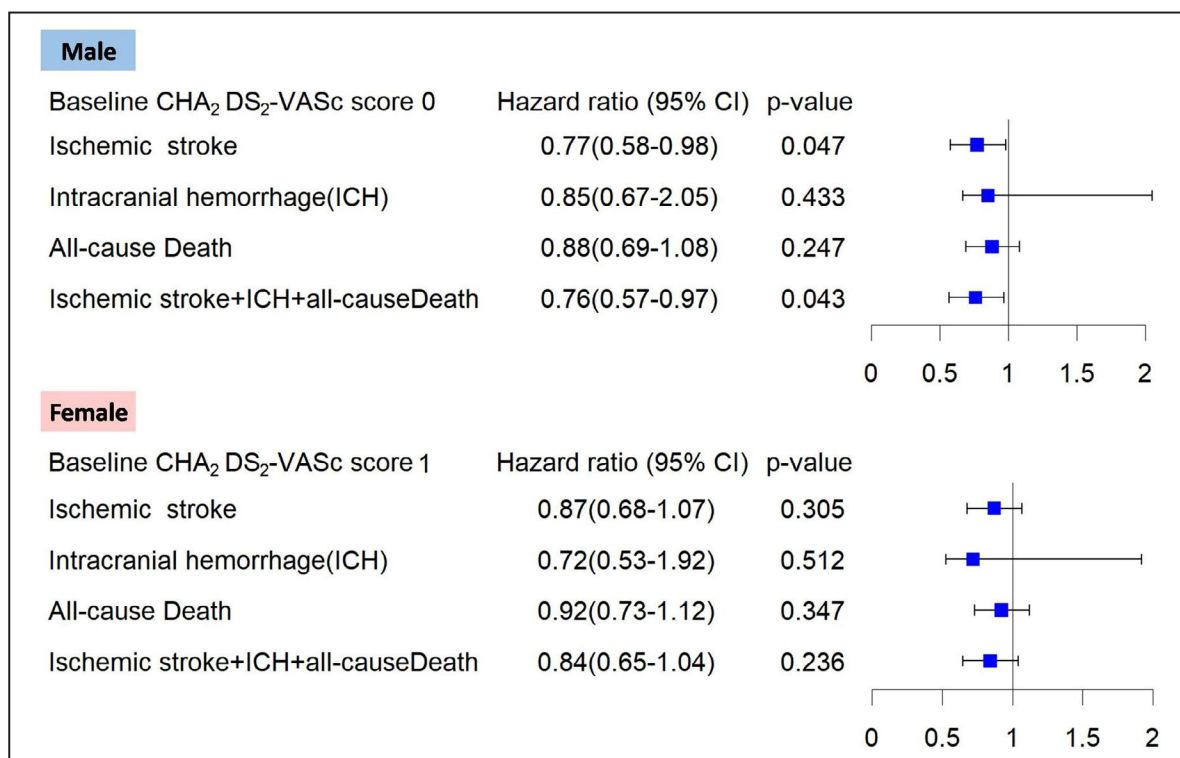 Male
Baseline CHA₂ DS₂-VASc score 0 Hazard ratio (95% CI) p-value
Ischemic stroke 0.77(0.58-0.98) 0.047
Intracranial hemorrhage(ICH) 0.85(0.67-2.05) 0.433
All-cause Death 0.88(0.69-1.08) 0.247
Ischemic stroke+ICH+all-causeDeath 0.76(0.57-0.97) 0.043
0 0.5 1 1.5 2
Female
Baseline CHA₂ DS₂-VASc score 1 Hazard ratio (95% CI) p-value
Ischemic stroke 0.87(0.68-1.07) 0.305
Intracranial hemorrhage(ICH) 0.72(0.53-1.92) 0.512
All-cause Death 0.92(0.73-1.12) 0.347
Ischemic stroke+ICH+all-causeDeath 0.84(0.65-1.04) 0.236
0 0.5 1 1.5 2